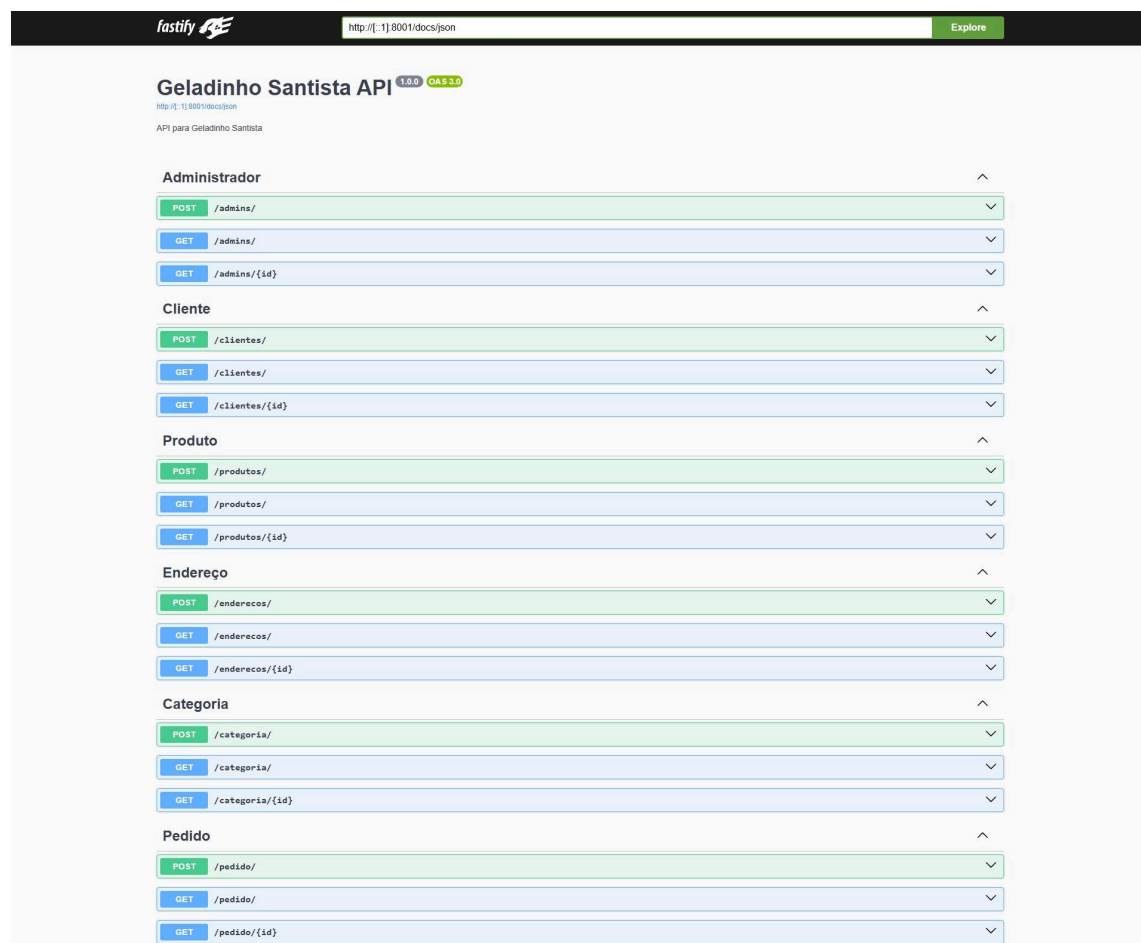 fastify
http://[::1]:8001/docs/json
Explore
Geladinho Santista API 1.0.0 OAS 3.0
http://[::1]:8001/docs/json
API para Geladinho Santista
Administrador
POST /admins/
GET /admins/
GET /admins/{id}
Cliente
POST /clientes/
GET /clientes/
GET /clientes/{id}
Produto
POST /produtos/
GET /produtos/
GET /produtos/{id}
Endereço
POST /enderecos/
GET /enderecos/
GET /enderecos/{id}
Categoria
POST /categoria/
GET /categoria/
GET /categoria/{id}
Pedido
POST /pedido/
GET /pedido/
GET /pedido/{id}